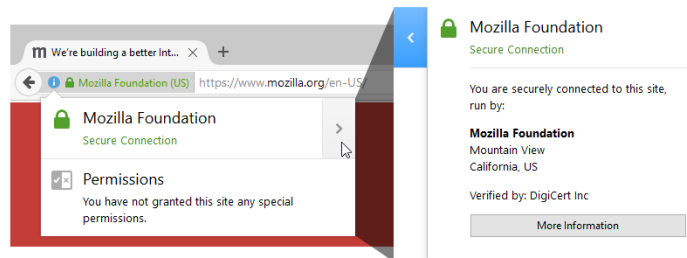 m We're building a better Int...
Mozilla Foundation (US) https://www.mozilla.org/en-US/
Mozilla Foundation
Secure Connection
Permissions
You have not granted this site any special
permissions.
Mozilla Foundation
Secure Connection
You are securely connected to this site,
run by:
Mozilla Foundation
Mountain View
California, US
Verified by: DigiCert Inc
More Information